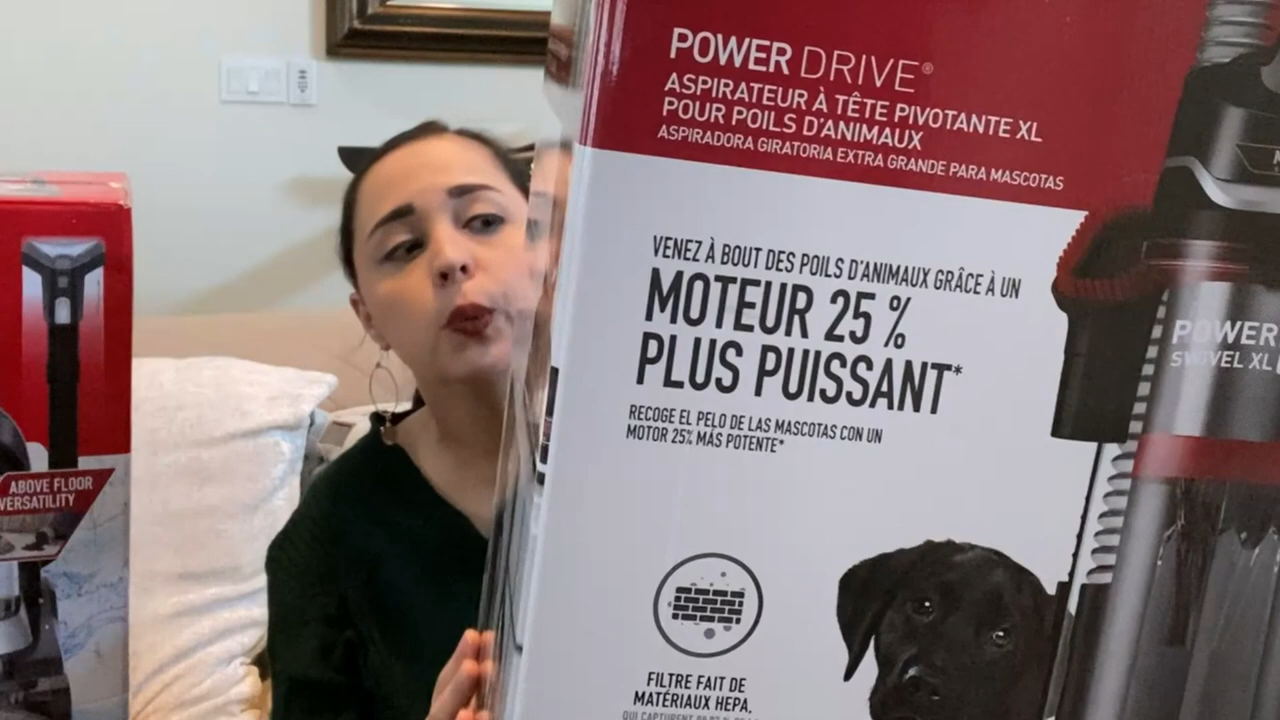 POWER DRIVE®
ASPIRATEUR À TÊTE PIVOTANTE XL
POUR POILS D'ANIMAUX
ASPIRADORA GIRATORIA EXTRA GRANDE PARA MASCOTAS
VENEZ À BOUT DES POILS D'ANIMAUX GRÂCE À UN
MOTEUR 25 %
PLUS PUISSANT*
RECOGE EL PELO DE LAS MASCOTAS CON UN
MOTOR 25% MÁS POTENTE*
FILTRE FAIT DE
MATÉRIAUX HEPA,
POWER
SWIVEL XL
ABOVE FLOOR
VERSATILITY